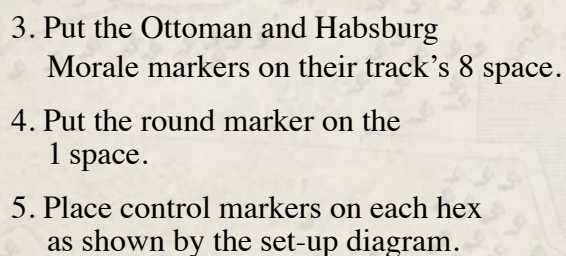 3. Put the Ottoman and Habsburg
Morale markers on their track’s 8 space.
4. Put the round marker on the
1 space.
5. Place control markers on each hex
as shown by the set-up diagram.